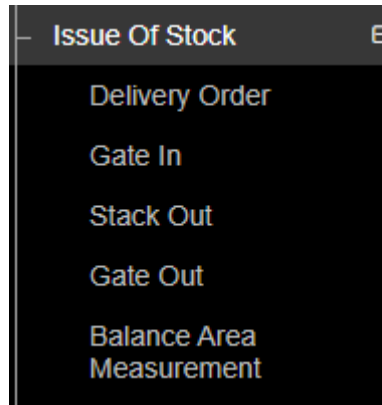 Issue Of Stock
Delivery Order
Gate In
Stack Out
Gate Out
Balance Area
Measurement